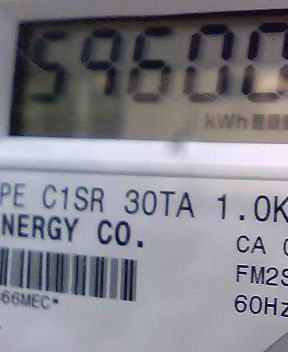 59600
kWh
PE C1SR 30TA 1.0K
NERGY CO.
CA
FM2S
66MEC*
60Hz